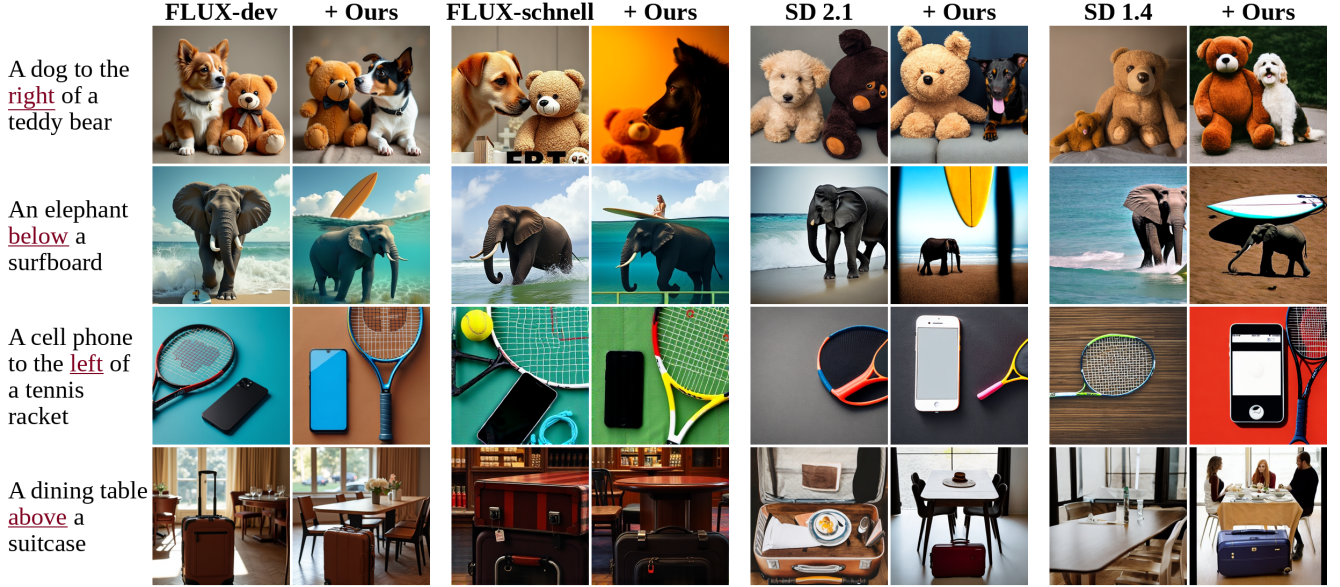 FLUX-dev + Ours FLUX-schnell + Ours SD 2.1 + Ours SD 1.4 + Ours
A dog to the
right of a
teddy bear
An elephant
below a
surfboard
A cell phone
to the left of
a tennis
racket
A dining table
above a
suitcase